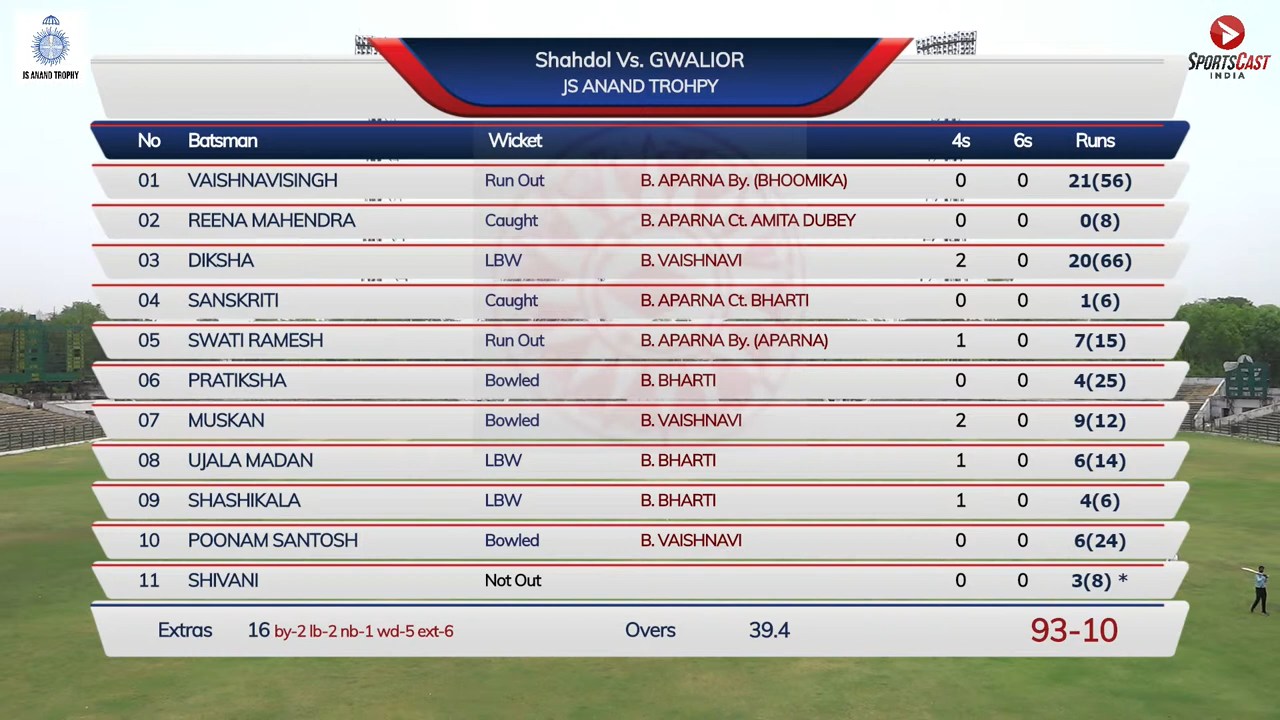 JS ANAND TROPHY
SPORTSCAST
INDIA
Shahdol Vs. GWALIOR
JS ANAND TROHPY
No Batsman Wicket 4s 6s Runs
01 VAISHNAVISINGH Run Out B. APARNA By. (BHOOMIKA) 0 0 21(56)
02 REENA MAHENDRA Caught B. APARNA Ct. AMITA DUBEY 0 0 0(8)
03 DIKSHA LBW B. VAISHNAVI 2 0 20(66)
04 SANSKRITI Caught B. APARNA Ct. BHARTI 0 0 1(6)
05 SWATI RAMESH Run Out B. APARNA By. (APARNA) 1 0 7(15)
06 PRATIKSHA Bowled B. BHARTI 0 0 4(25)
07 MUSKAN Bowled B. VAISHNAVI 2 0 9(12)
08 UJALA MADAN LBW B. BHARTI 1 0 6(14)
09 SHASHIKALA LBW B. BHARTI 1 0 4(6)
10 POONAM SANTOSH Bowled B. VAISHNAVI 0 0 6(24)
11 SHIVANI Not Out 0 0 3(8) *
Extras 16 by-2 lb-2 nb-1 wd-5 ext-6 Overs 39.4 93-10